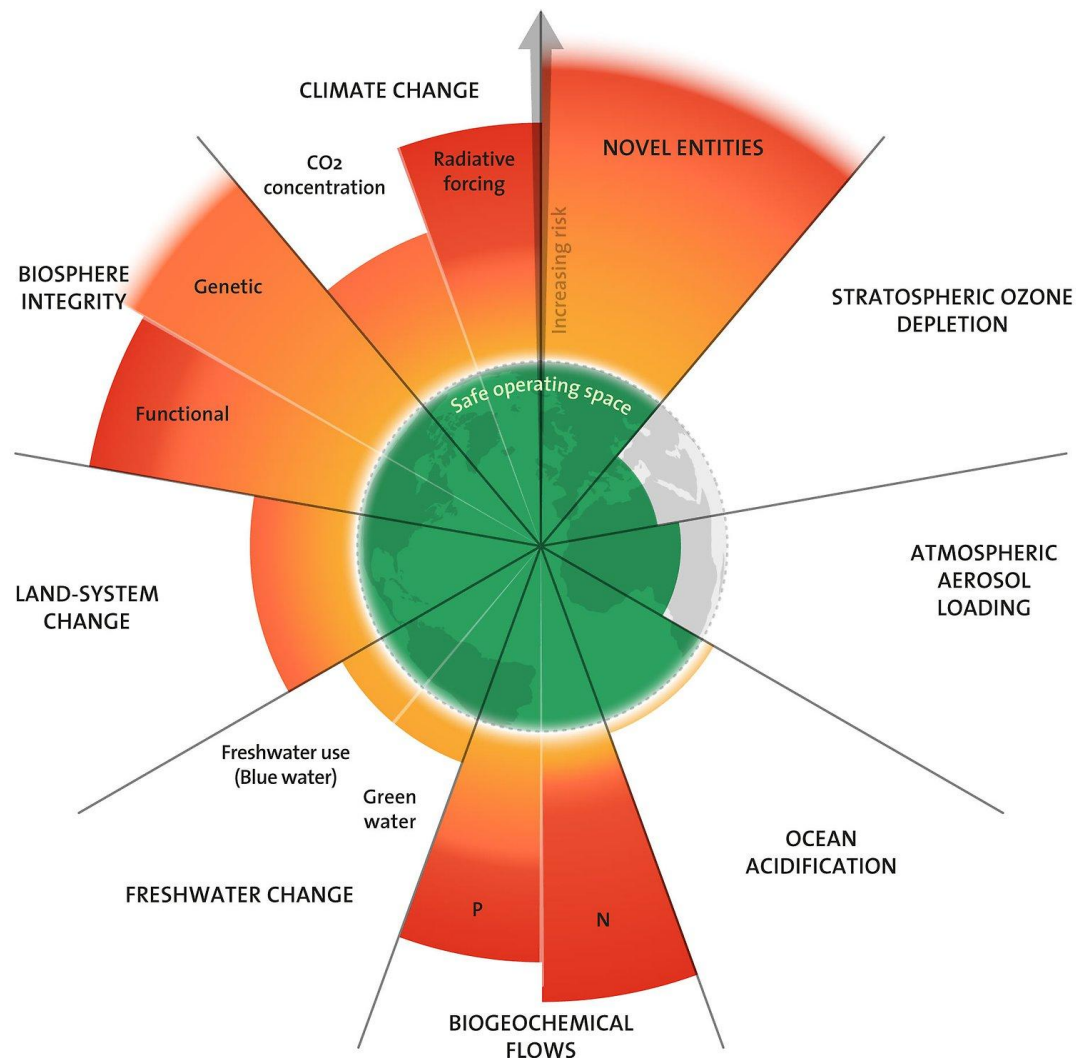 CLIMATE CHANGE
CO2
concentration
Radiative
forcing
NOVEL ENTITIES
Increasing risk
STRATOSPHERIC OZONE
DEPLETION
BIOSPHERE
INTEGRITY
Genetic
Functional
Safe operating space
ATMOSPHERIC
AEROSOL
LOADING
LAND-SYSTEM
CHANGE
Freshwater use
(Blue water)
Green
water
FRESHWATER CHANGE
P
N
OCEAN
ACIDIFICATION
BIOGEOCHEMICAL
FLOWS